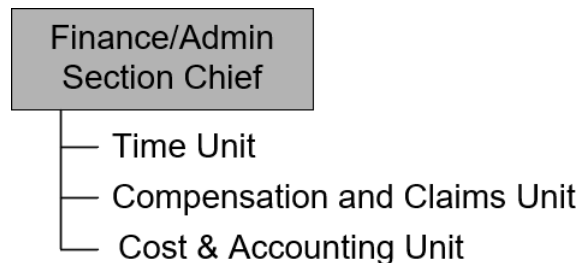 Finance/Admin
Section Chief
Time Unit
Compensation and Claims Unit
Cost & Accounting Unit